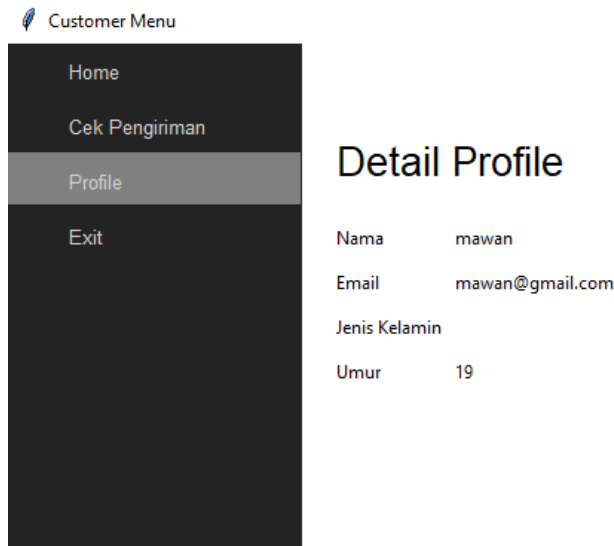 Customer Menu
Home
Cek Pengiriman
Profile
Exit
Detail Profile
Nama mawan
Email mawan@gmail.com
Jenis Kelamin
Umur 19